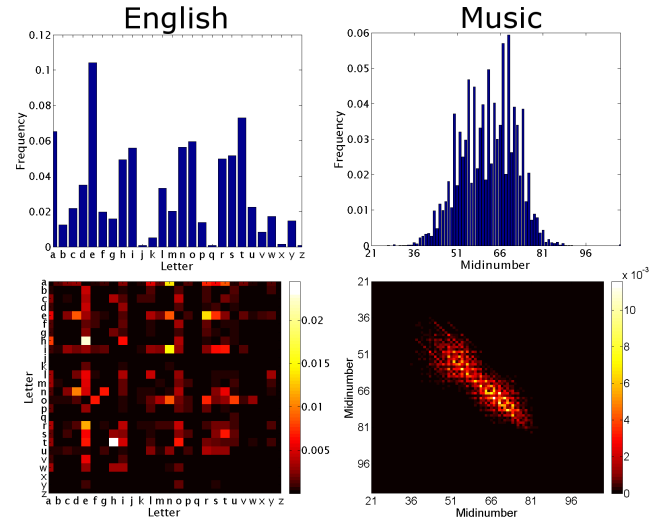 English
0.12
0.1
0.08
0.06
0.04
0.02
0
Frequency
a b c d e f g h i j k l m n o p q r s t u v w x y z
Letter
Music
0.06
0.05
0.04
0.03
0.02
0.01
0
Frequency
21 36 51 66 81 96
Midinumber
a
b
c
d
e
f
g
h
i
j
k
l
m
n
o
p
q
r
s
t
u
v
w
x
y
z
Letter
a b c d e f g h i j k l m n o p q r s t u v w x y z
Letter
0.02
0.015
0.01
0.005
21
36
51
66
81
96
Midinumber
21 36 51 66 81 96
Midinumber
x 10⁻³
10
8
6
4
2
0